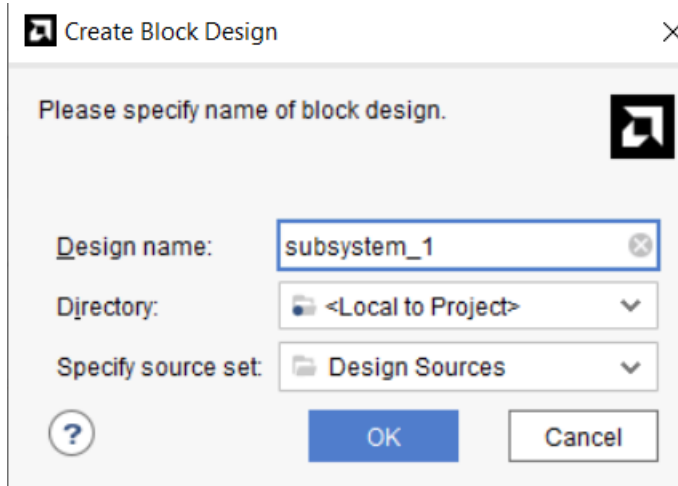 Create Block Design
Please specify name of block design.
Design name: subsystem_1
Directory: <Local to Project>
Specify source set: Design Sources
? OK Cancel